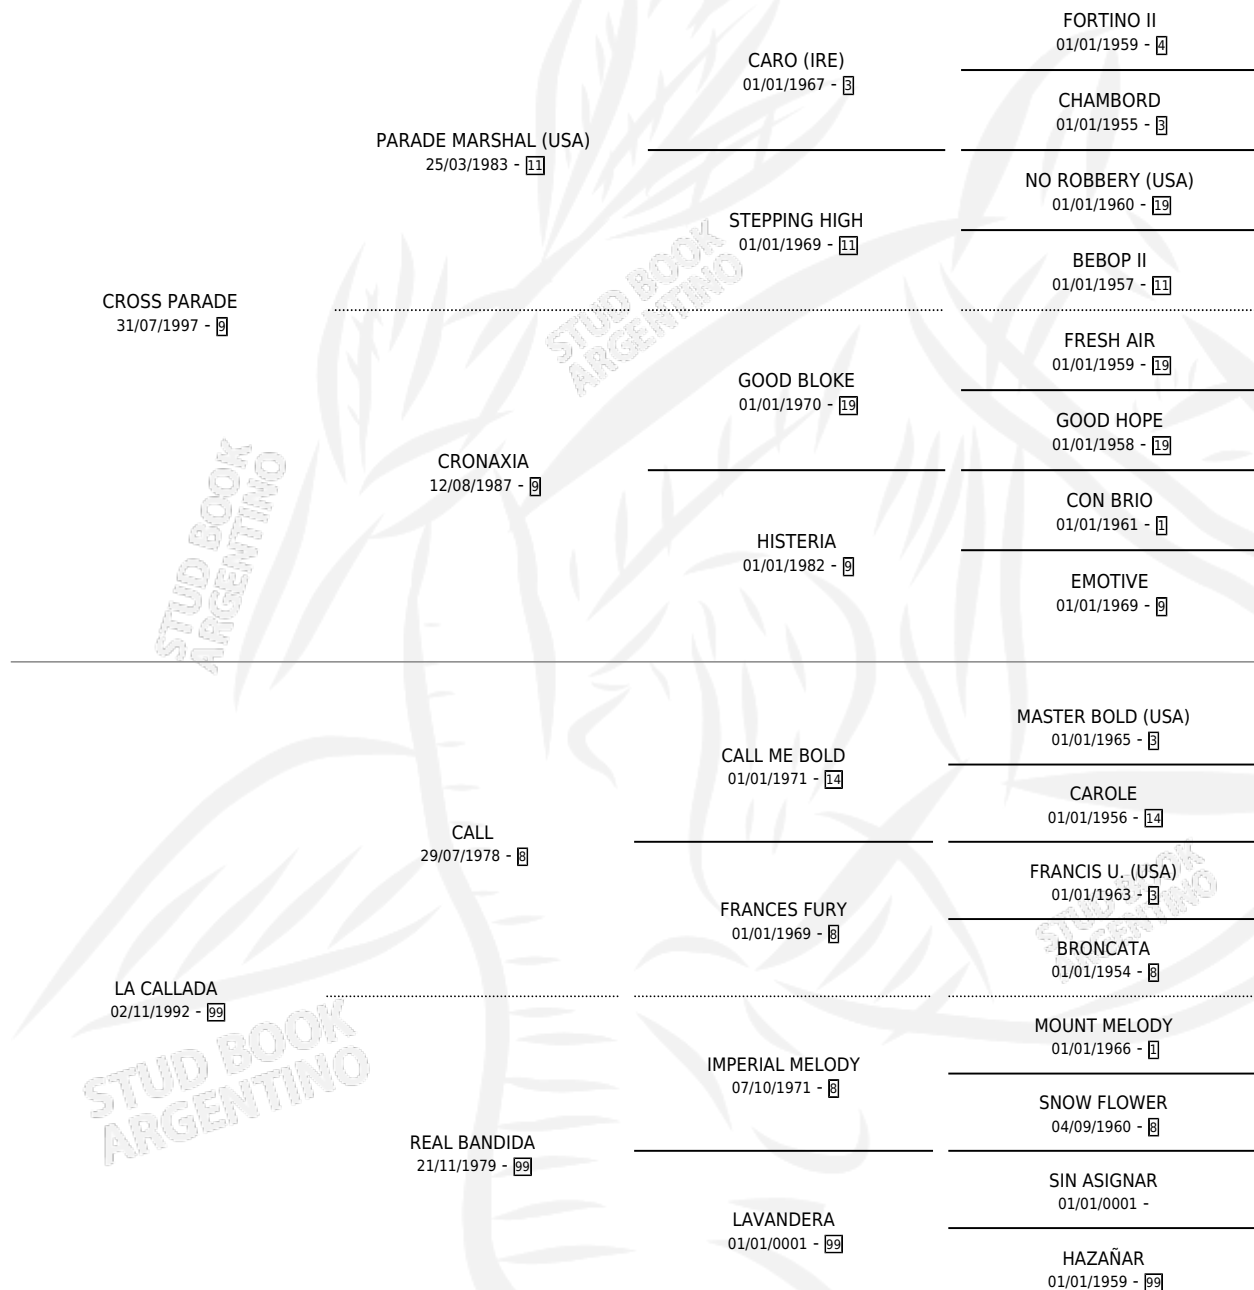 FORTINO II
01/01/1959 - 4
CARO (IRE)
01/01/1967 - 3
CHAMBORD
01/01/1955 - 3
PARADE MARSHAL (USA)
25/03/1983 - 11
NO ROBBERY (USA)
01/01/1960 - 19
STEPPING HIGH
01/01/1969 - 11
BEBOP II
01/01/1957 - 11
CROSS PARADE
31/07/1997 - 9
FRESH AIR
01/01/1959 - 19
GOOD BLOKE
01/01/1970 - 19
GOOD HOPE
01/01/1958 - 19
CRONAXIA
12/08/1987 - 9
CON BRIO
01/01/1961 - 1
HISTERIA
01/01/1982 - 9
EMOTIVE
01/01/1969 - 9
MASTER BOLD (USA)
01/01/1965 - 3
CALL ME BOLD
01/01/1971 - 14
CAROLE
01/01/1956 - 14
CALL
29/07/1978 - 8
FRANCIS U. (USA)
01/01/1963 - 3
FRANCES FURY
01/01/1969 - 8
BRONCATA
01/01/1954 - 8
LA CALLADA
02/11/1992 - 99
MOUNT MELODY
01/01/1966 - 1
IMPERIAL MELODY
07/10/1971 - 8
SNOW FLOWER
04/09/1960 - 8
REAL BANDIDA
21/11/1979 - 99
SIN ASIGNAR
01/01/0001 -
LAVANDERA
01/01/0001 - 99
HAZAÑAR
01/01/1959 - 99
STUD BOOK
ARGENTINO
STUD BOOK
ARGENTINO
STUD BOOK
ARGENTINO
STUD BOOK
ARGENTINO